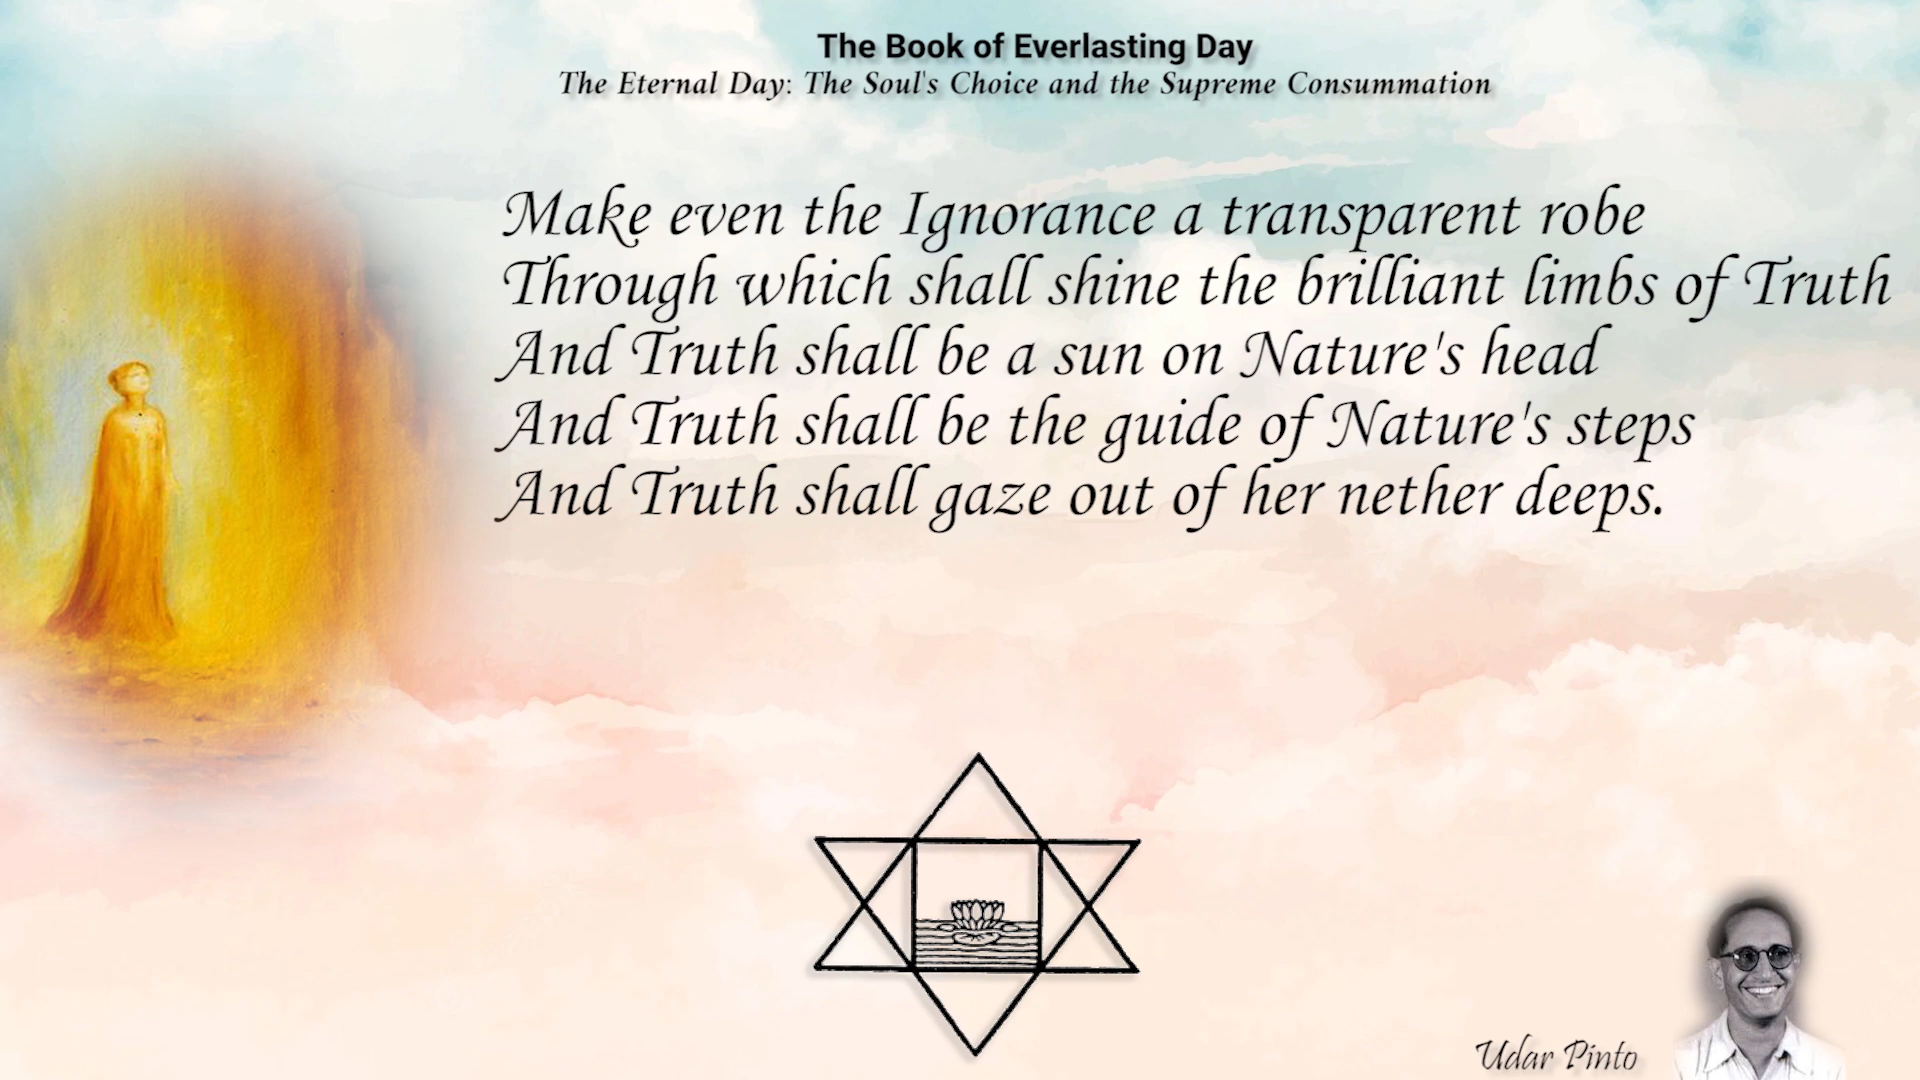 The Book of Everlasting Day
The Eternal Day: The Soul's Choice and the Supreme Consummation
Make even the Ignorance a transparent robe
Through which shall shine the brilliant limbs of Truth
And Truth shall be a sun on Nature's head
And Truth shall be the guide of Nature's steps
And Truth shall gaze out of her nether deeps.
Udar Pinto